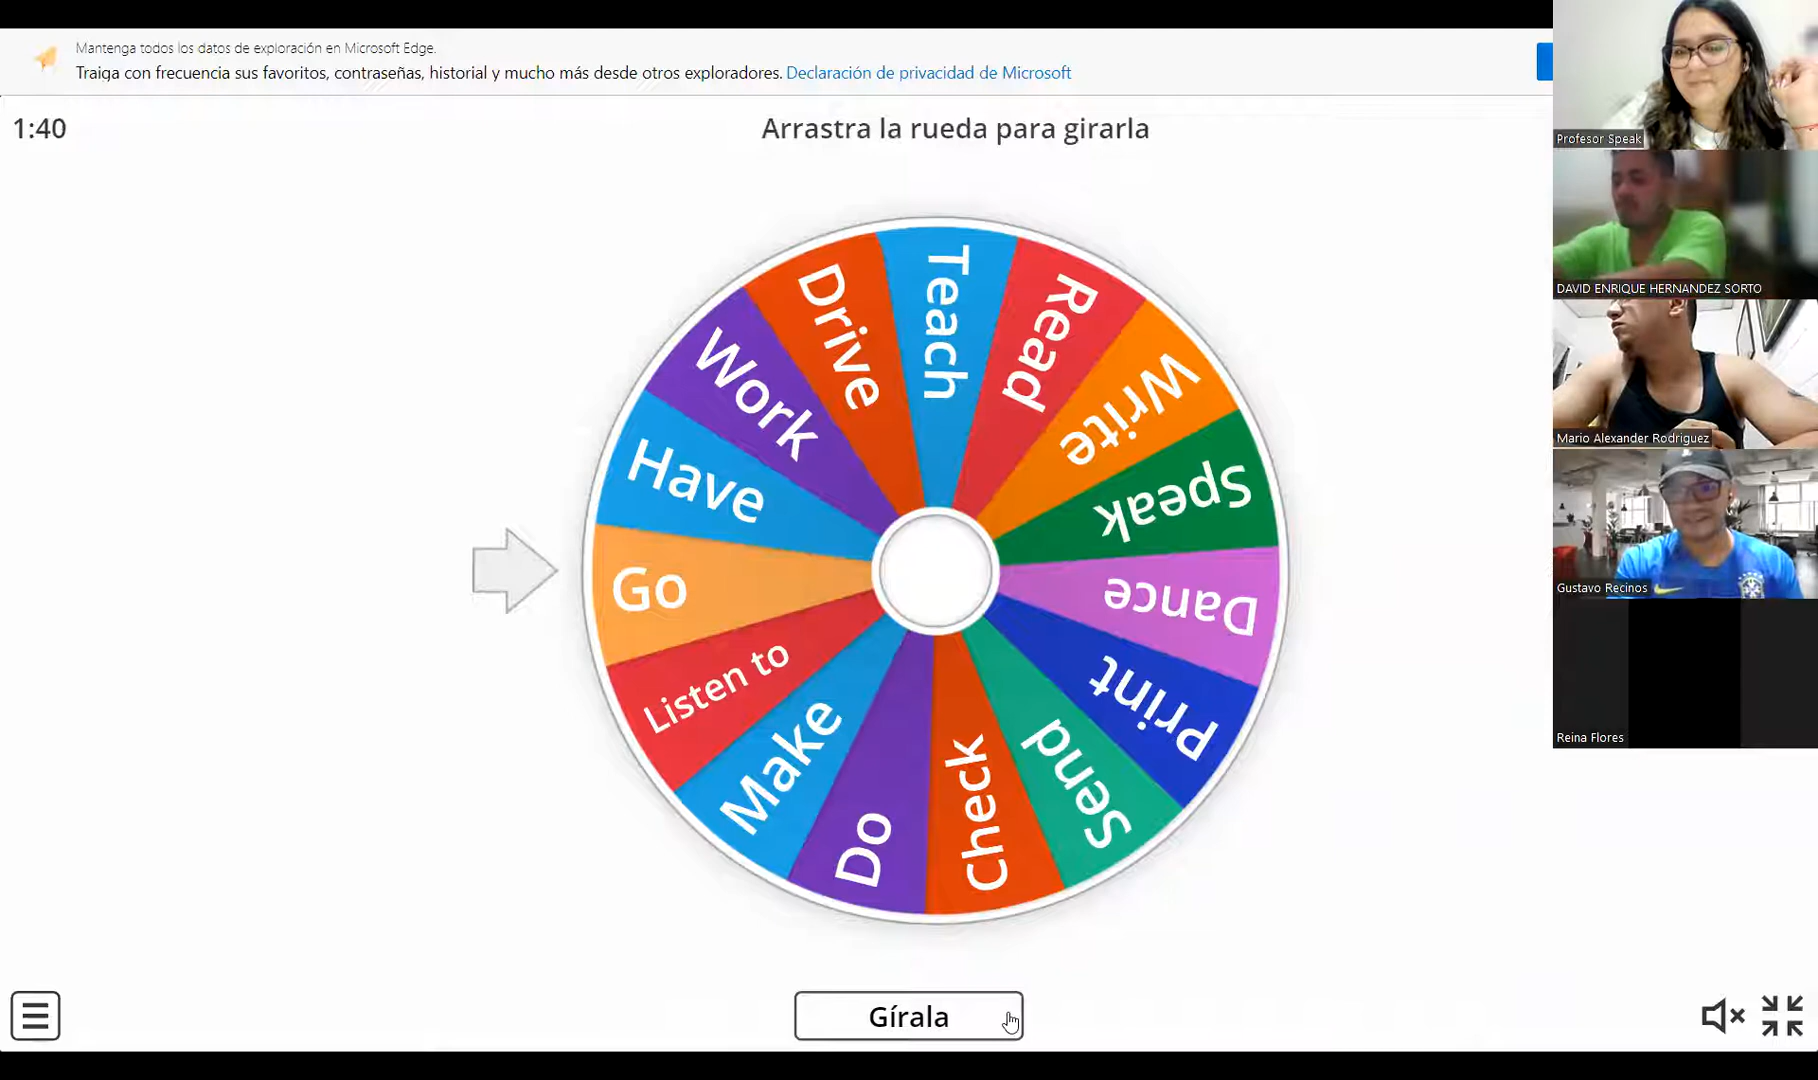 Mantenga todos los datos de exploración en Microsoft Edge.
Traiga con frecuencia sus favoritos, contraseñas, historial y mucho más desde otros exploradores. Declaración de privacidad de Microsoft
1:40
Arrastra la rueda para girarla
Teach
Read
Write
Speak
Dance
Print
Send
Check
Do
Make
Listen to
Go
Have
Work
Drive
Gírala
Profesor Speak
DAVID ENRIQUE HERNANDEZ SORTO
Mario Alexander Rodriguez
Gustavo Recinos
Reina Flores